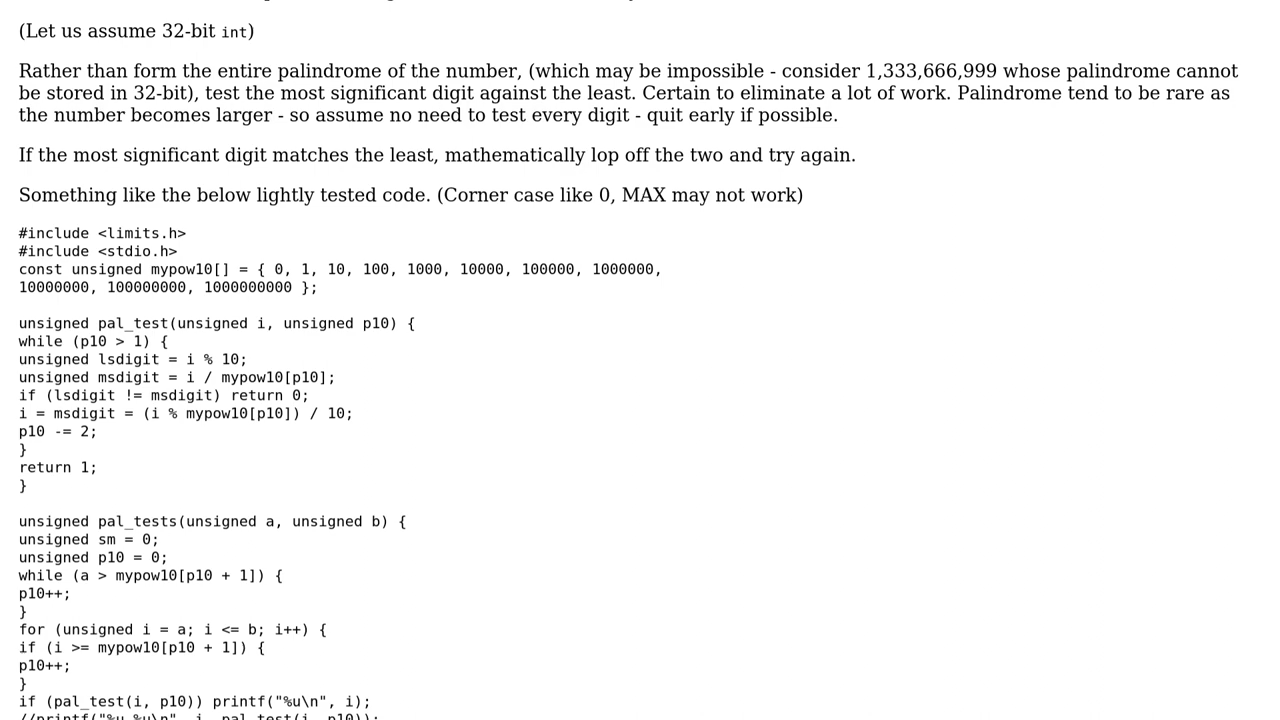 (Let us assume 32-bit int)
Rather than form the entire palindrome of the number, (which may be impossible - consider 1,333,666,999 whose palindrome cannot
be stored in 32-bit), test the most significant digit against the least. Certain to eliminate a lot of work. Palindrome tend to be rare as
the number becomes larger - so assume no need to test every digit - quit early if possible.
If the most significant digit matches the least, mathematically lop off the two and try again.
Something like the below lightly tested code. (Corner case like 0, MAX may not work)
#include <limits.h>
#include <stdio.h>
const unsigned mypow10[] = { 0, 1, 10, 100, 1000, 10000, 100000, 1000000,
10000000, 100000000, 1000000000 };
unsigned pal_test(unsigned i, unsigned p10) {
while (p10 > 1) {
unsigned lsdigit = i % 10;
unsigned msdigit = i / mypow10[p10];
if (lsdigit != msdigit) return 0;
i = msdigit = (i % mypow10[p10]) / 10;
p10 -= 2;
}
return 1;
}
unsigned pal_tests(unsigned a, unsigned b) {
unsigned sm = 0;
unsigned p10 = 0;
while (a > mypow10[p10 + 1]) {
p10++;
}
for (unsigned i = a; i <= b; i++) {
if (i >= mypow10[p10 + 1]) {
p10++;
}
if (pal_test(i, p10)) printf("%u\n", i);
//printf("%u %u\n", i, pal_test(i, p10));